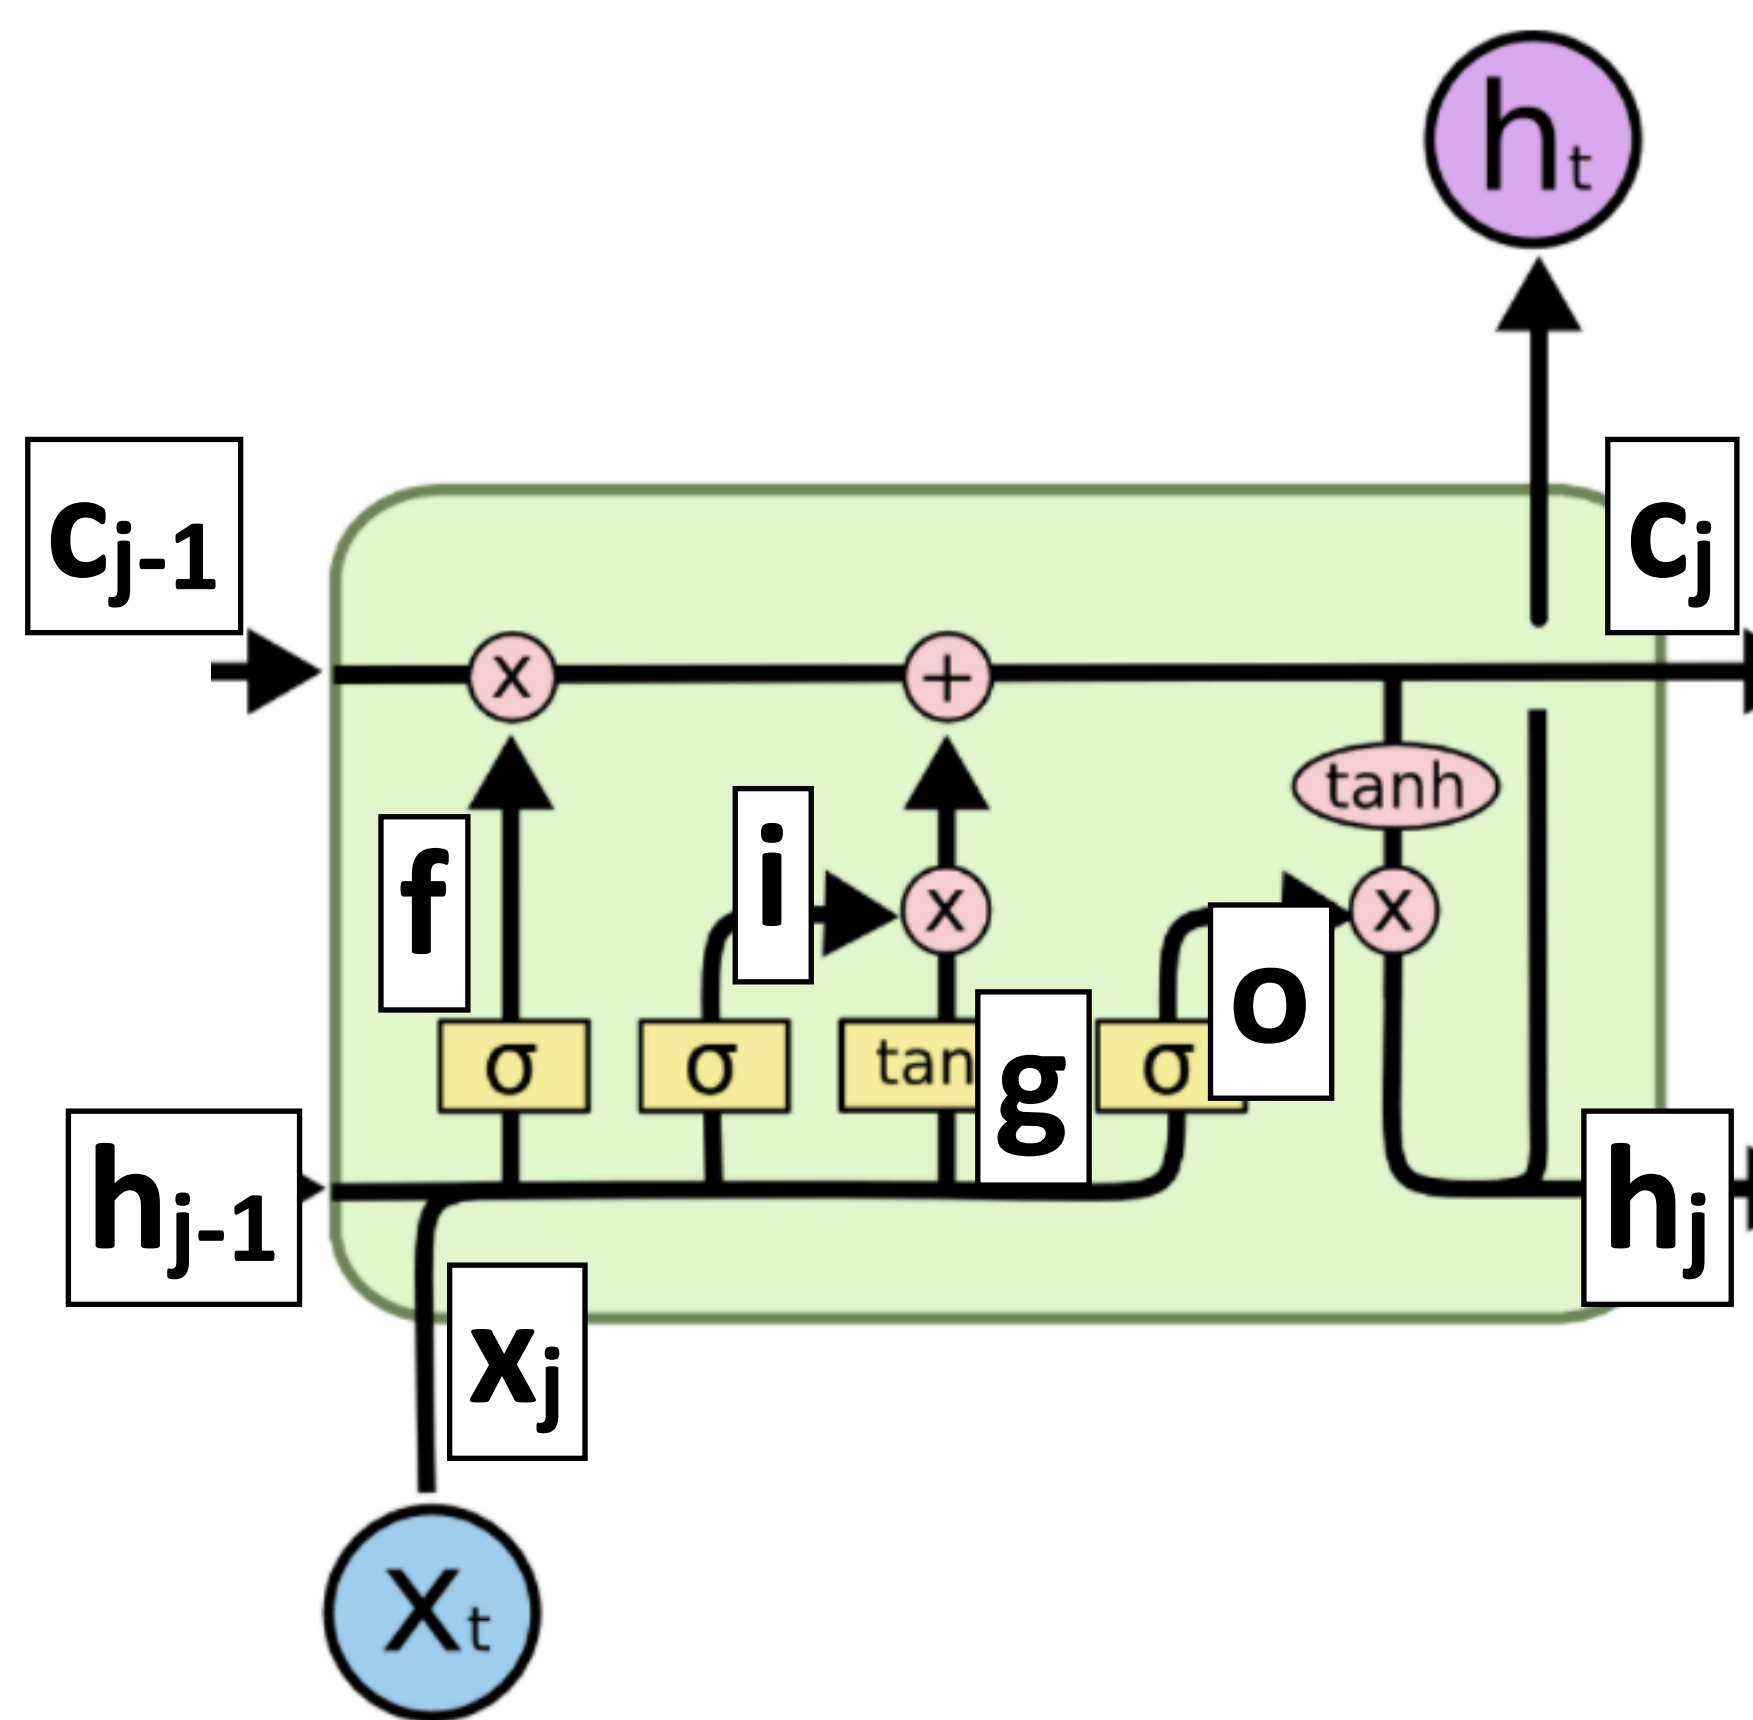 ht
cj-1
cj
x
+
tanh
f
i
x
x
o
σ
σ
tan
g
σ
hj-1
hj
xj
xt